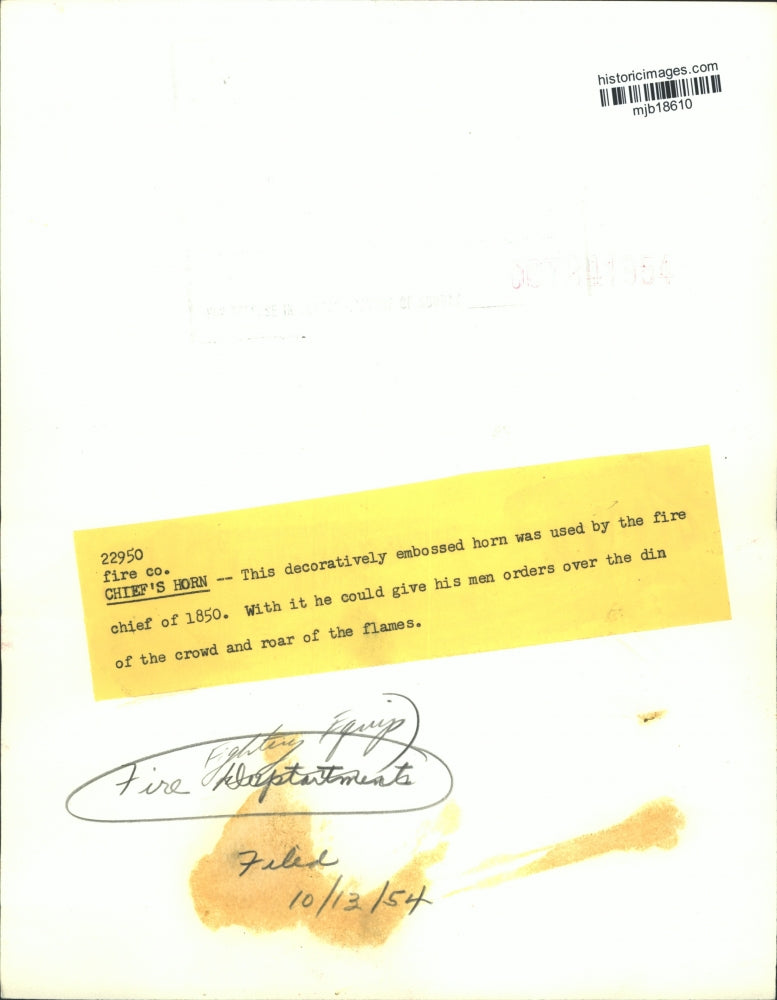 historicimages.com
mjb18610
22950
fire co.
CHIEF'S HORN -- This decoratively embossed horn was used by the fire
chief of 1850. With it he could give his men orders over the din
of the crowd and roar of the flames.
Fighting Equip
Fire Deptartments
Filed
10/13/54